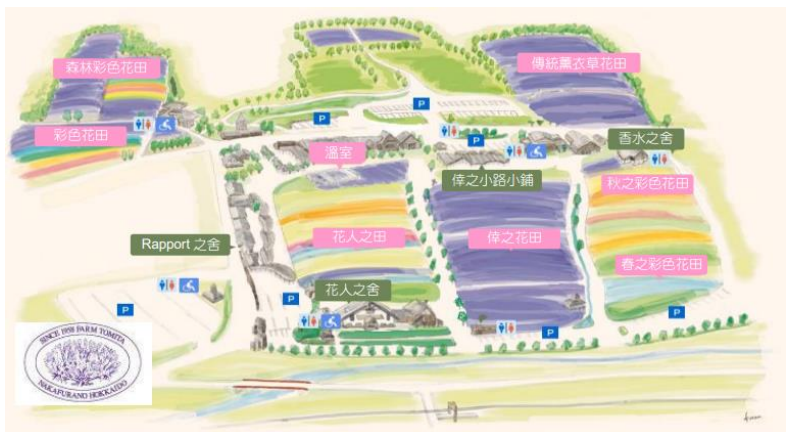 森林彩色花田
傳統薰衣草花田
P
P
彩色花田
P
香水之舍
溫室
倖之小路小鋪
秋之彩色花田
花人之田
倖之花田
Rapport 之舍
春之彩色花田
花人之舍
P
P
P
P
SINCE 1958 FARM TOMITA
NAKAFURANO HOKKAIDO